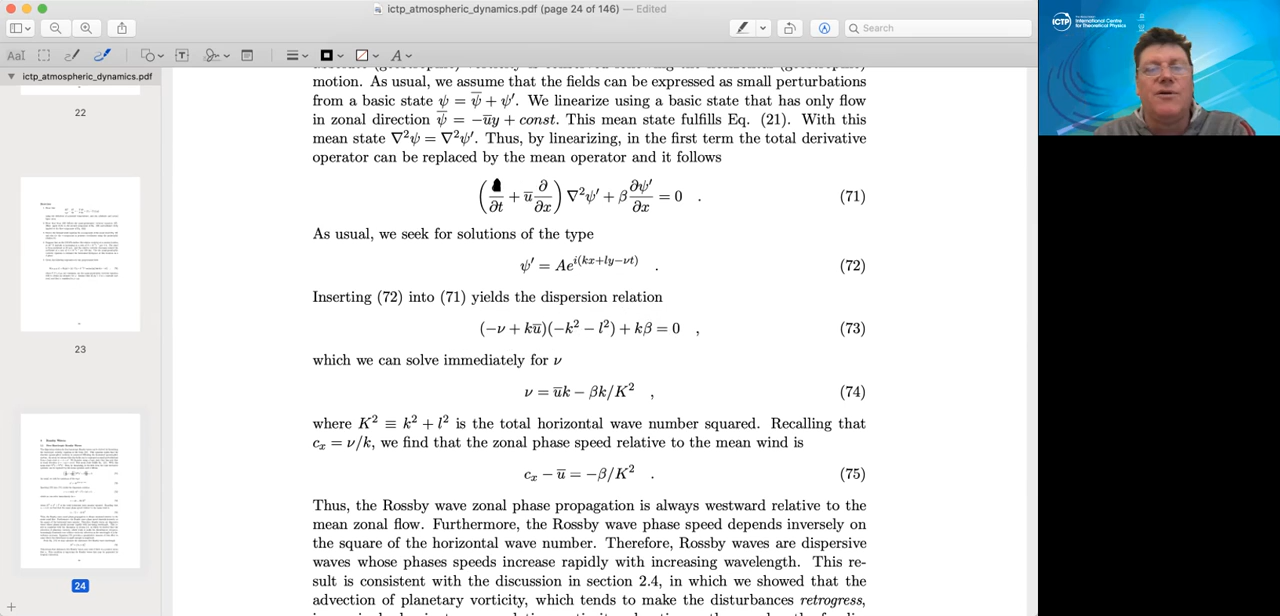 ictp_atmospheric_dynamics.pdf (page 24 of 146) — Edited
Search
ICTP
International Centre
for Theoretical Physics
ictp_atmospheric_dynamics.pdf
22
23
24
motion. As usual, we assume that the fields can be expressed as small perturbations
from a basic state ψ = ψ̅ + ψ′. We linearize using a basic state that has only flow
in zonal direction ψ̅ = −u̅y + const. This mean state fulfills Eq. (21). With this
mean state ∇²ψ = ∇²ψ′. Thus, by linearizing, in the first term the total derivative
operator can be replaced by the mean operator and it follows
( /∂t + u̅ ∂/∂x) ∇²ψ′ + β ∂ψ′/∂x = 0 . (71)
As usual, we seek for solutions of the type
ψ′ = Ae^{i(kx+ly−νt)} . (72)
Inserting (72) into (71) yields the dispersion relation
(−ν + ku̅)(−k² − l²) + kβ = 0 , (73)
which we can solve immediately for ν
ν = u̅k − βk/K² , (74)
where K² ≡ k² + l² is the total horizontal wave number squared. Recalling that
cₓ = ν/k, we find that the zonal phase speed relative to the mean wind is
cₓ − u̅ = −β/K² . (75)
Thus, the Rossby wave zonal phase propagation is always westward relative to the
mean zonal flow. Furthermore, the Rossby wave phase speed depends inversely on
the square of the horizontal wave number. Therefore, Rossby waves are dispersive
waves whose phases speeds increase rapidly with increasing wavelength. This re-
sult is consistent with the discussion in section 2.4, in which we showed that the
advection of planetary vorticity, which tends to make the disturbances retrogress,